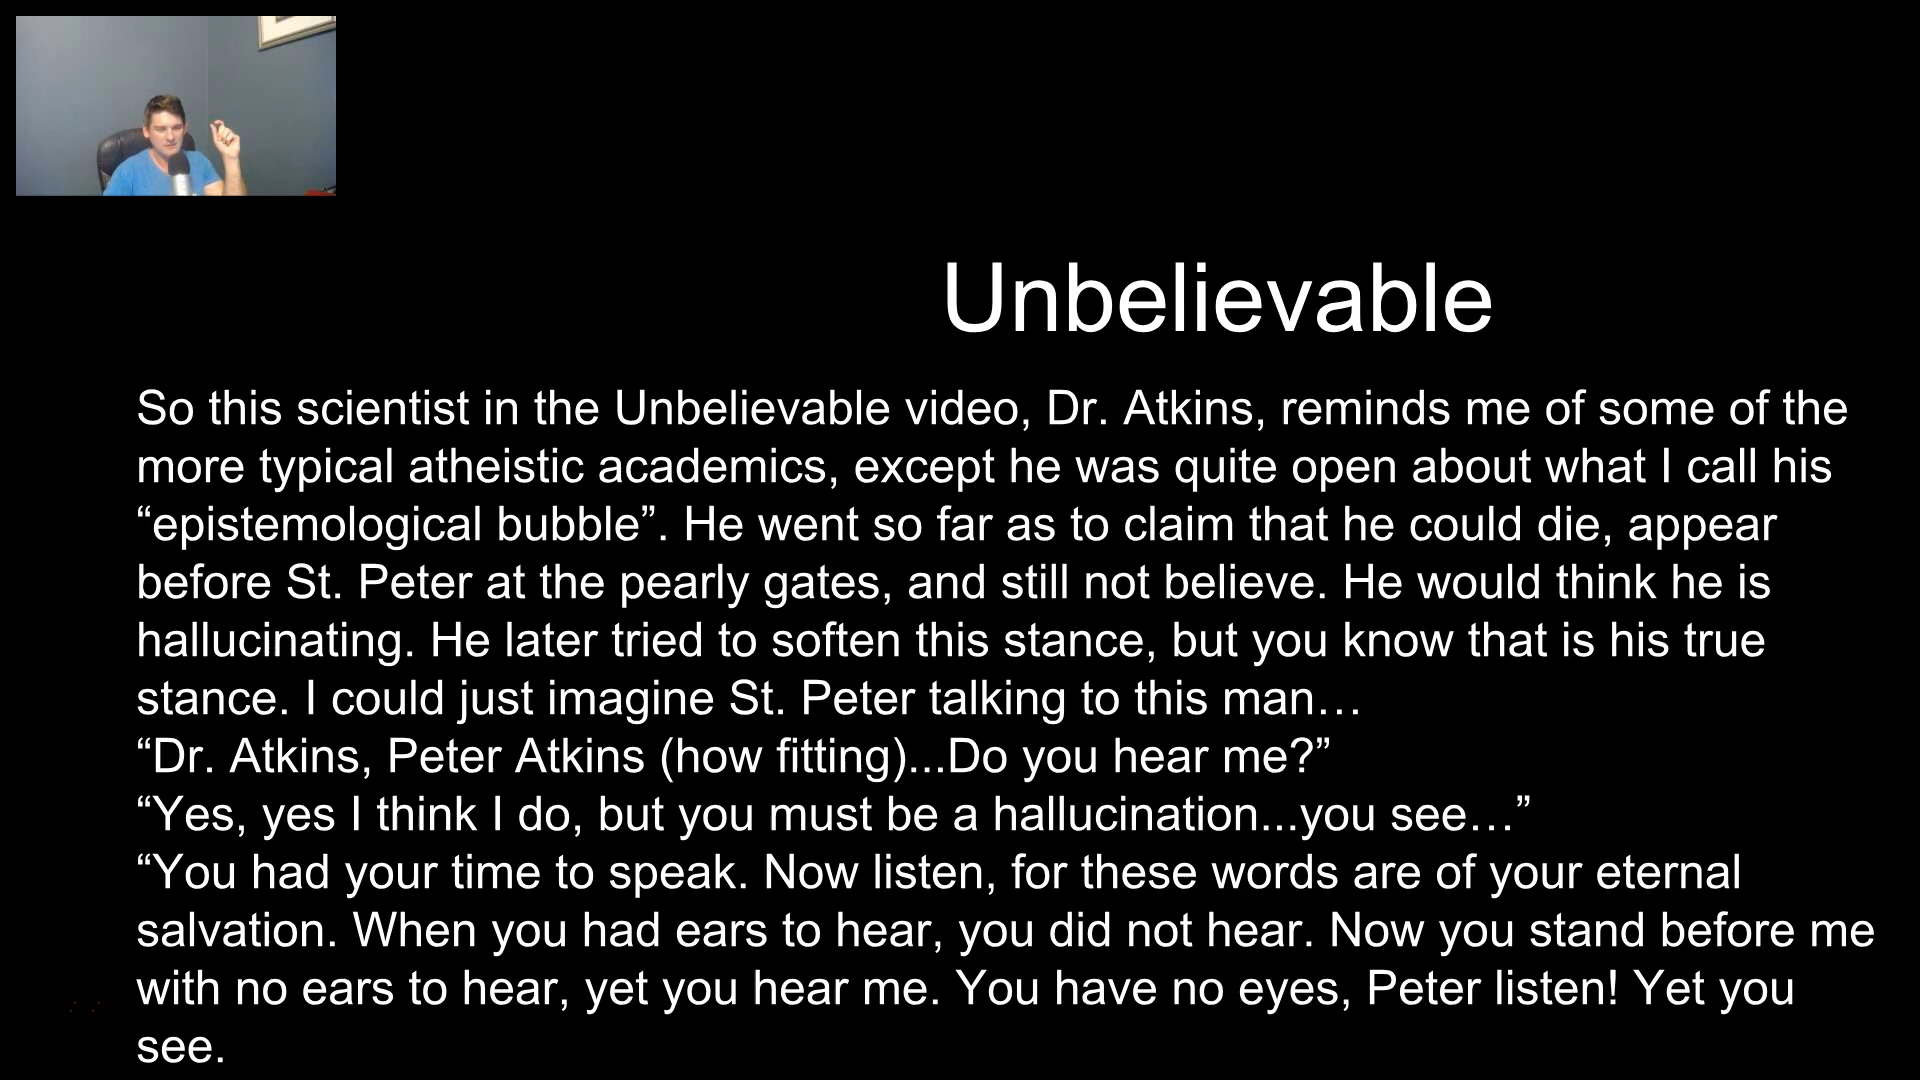 Unbelievable
So this scientist in the Unbelievable video, Dr. Atkins, reminds me of some of the
more typical atheistic academics, except he was quite open about what I call his
“epistemological bubble”. He went so far as to claim that he could die, appear
before St. Peter at the pearly gates, and still not believe. He would think he is
hallucinating. He later tried to soften this stance, but you know that is his true
stance. I could just imagine St. Peter talking to this man…
“Dr. Atkins, Peter Atkins (how fitting)...Do you hear me?”
“Yes, yes I think I do, but you must be a hallucination...you see…”
“You had your time to speak. Now listen, for these words are of your eternal
salvation. When you had ears to hear, you did not hear. Now you stand before me
with no ears to hear, yet you hear me. You have no eyes, Peter listen! Yet you
see.